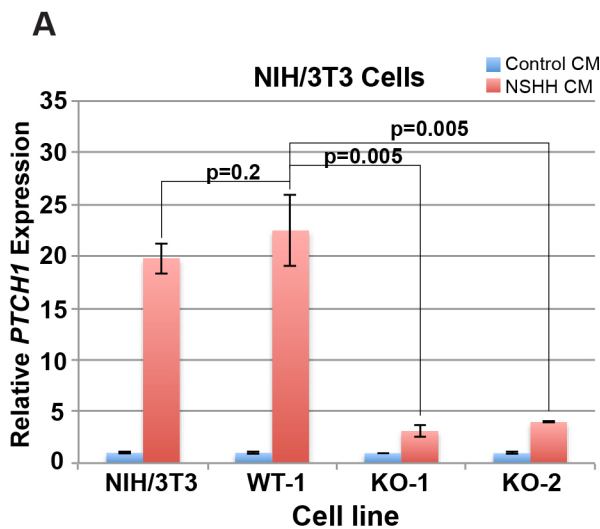 A
Control CM
NSHH CM
NIH/3T3 Cells
Relative PTCH1 Expression
35
30
25
20
15
10
5
0
p=0.005
p=0.005
p=0.2
NIH/3T3 WT-1 KO-1 KO-2
Cell line